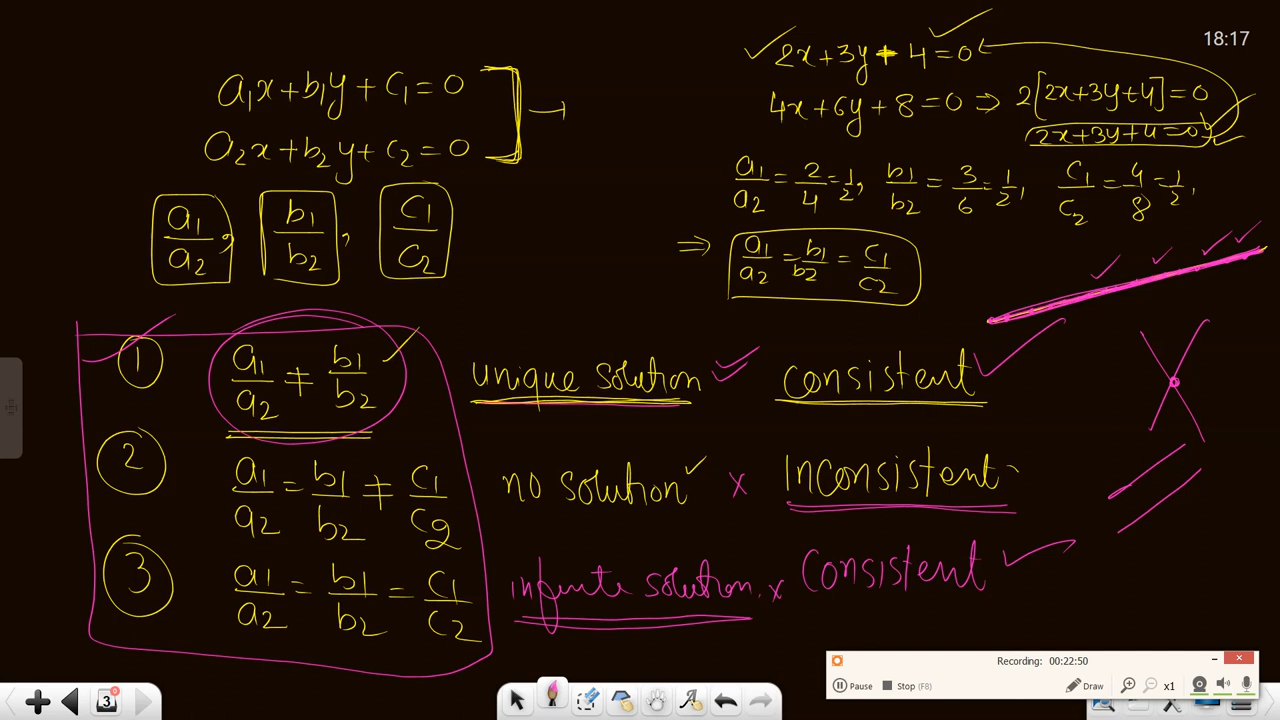 18:17
a₁x+b₁y+c₁=0
a₂x+b₂y+c₂=0
a₁/a₂; b₁/b₂, c₁/c₂
2x+3y+4=0
4x+6y+8=0 ⇒ 2[2x+3y+4]=0
2x+3y+4=0
a₁/a₂ = 2/4 = 1/2, b₁/b₂ = 3/6 = 1/2, c₁/c₂ = 4/8 = 1/2,
⇒ a₁/a₂ = b₁/b₂ = c₁/c₂
1 a₁/a₂ ≠ b₁/b₂ unique solution consistent
2 a₁/a₂ = b₁/b₂ ≠ c₁/c₂ no solution x Inconsistent
3 a₁/a₂ = b₁/b₂ = c₁/c₂ infinite solution. x Consistent
Recording: 00:22:50
Pause Stop (F8) Draw x1
3 0